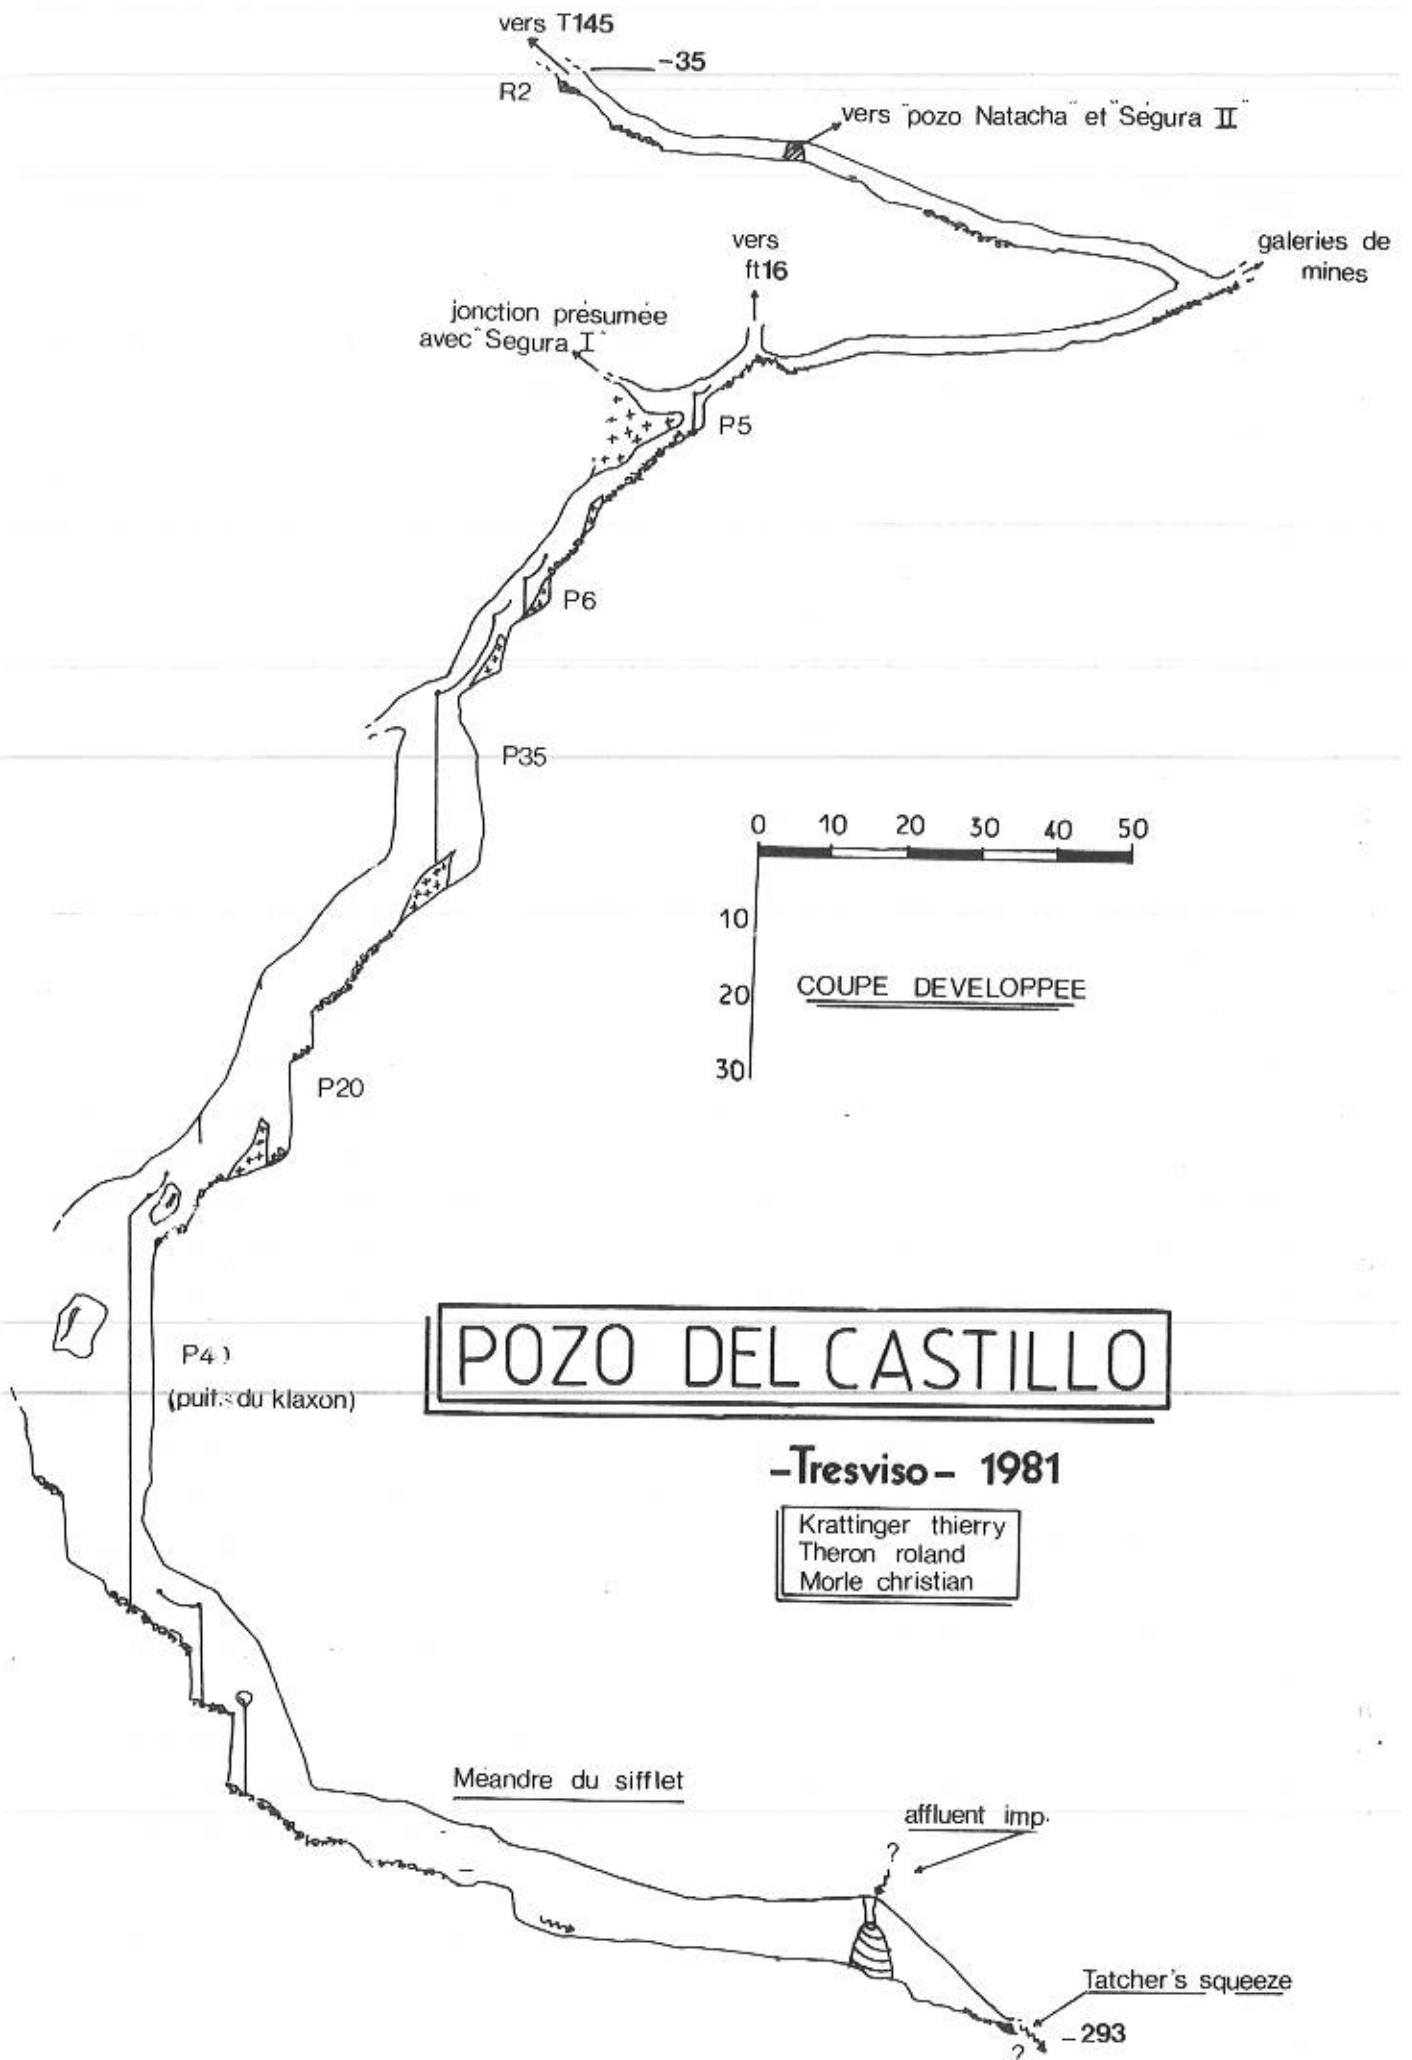 vers T145
-35
R2
vers "pozo Natacha" et "Ségura II"
vers
ft16
galeries de
mines
jonction présumée
avec "Segura I"
P5
P6
P35
0 10 20 30 40 50
10
20
30
COUPE DEVELOPPEE
P20
POZO DEL CASTILLO
(puits du klaxon)
-Tresviso- 1981
Krattinger thierry
Theron roland
Morle christian
Méandre du sifflet
affluent imp.
?
Tatcher's squeeze
-293
?